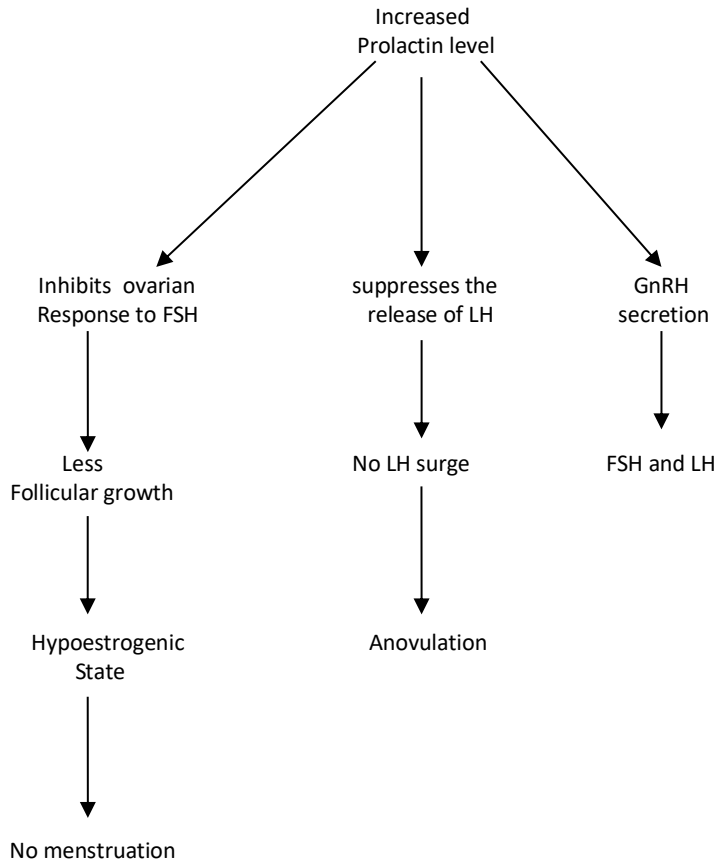 Increased
Prolactin level
Inhibits ovarian
Response to FSH
suppresses the
release of LH
GnRH
secretion
Less
Follicular growth
No LH surge
FSH and LH
Hypoestrogenic
State
Anovulation
No menstruation